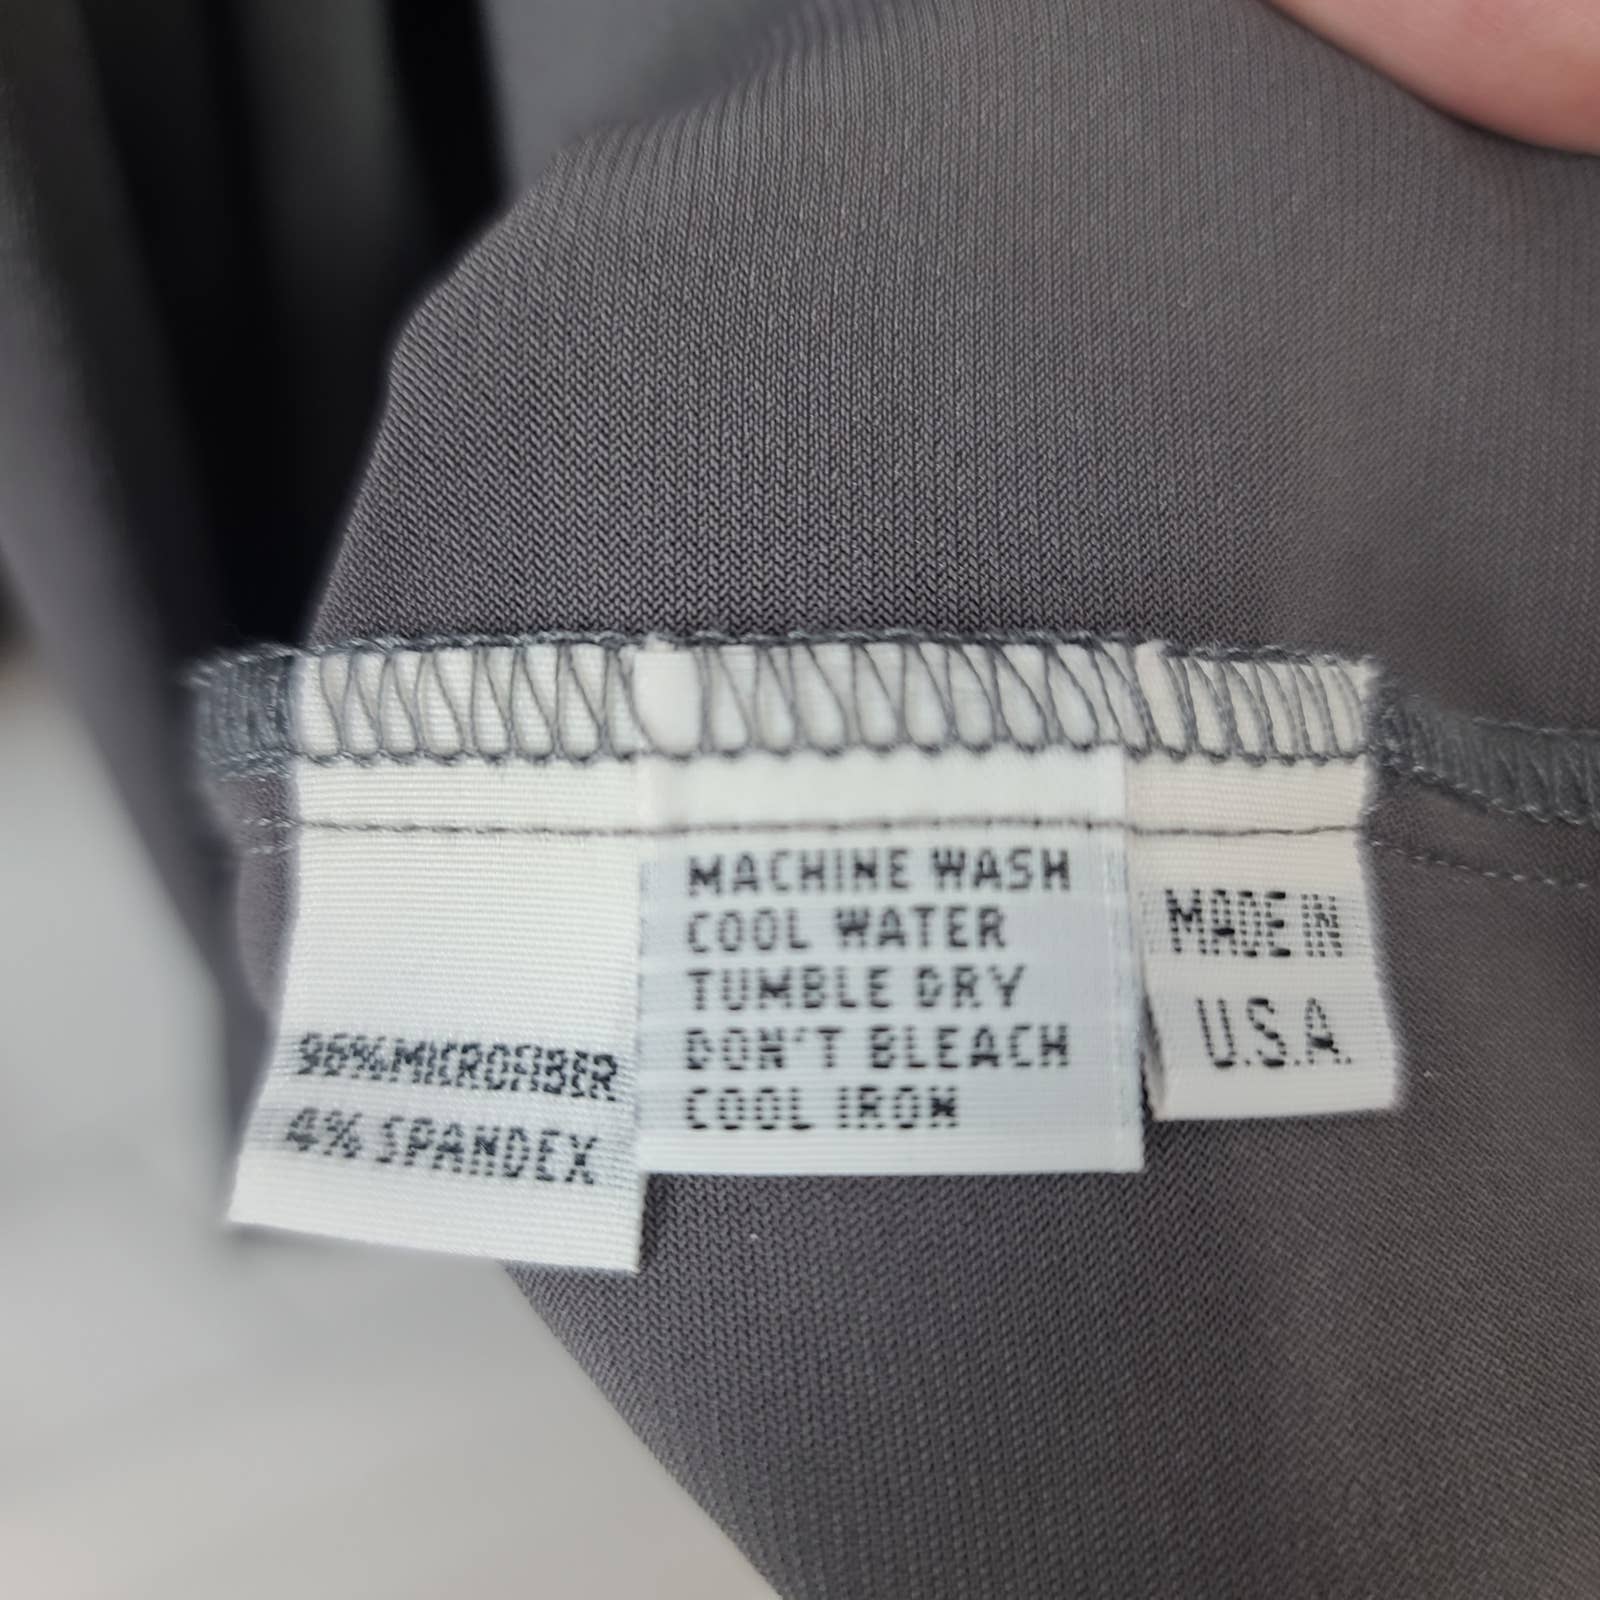 96%MICROFIBER
4% SPANDEX
MACHINE WASH
COOL WATER
TUMBLE DRY
DON'T BLEACH
COOL IRON
MADE IN
U.S.A.